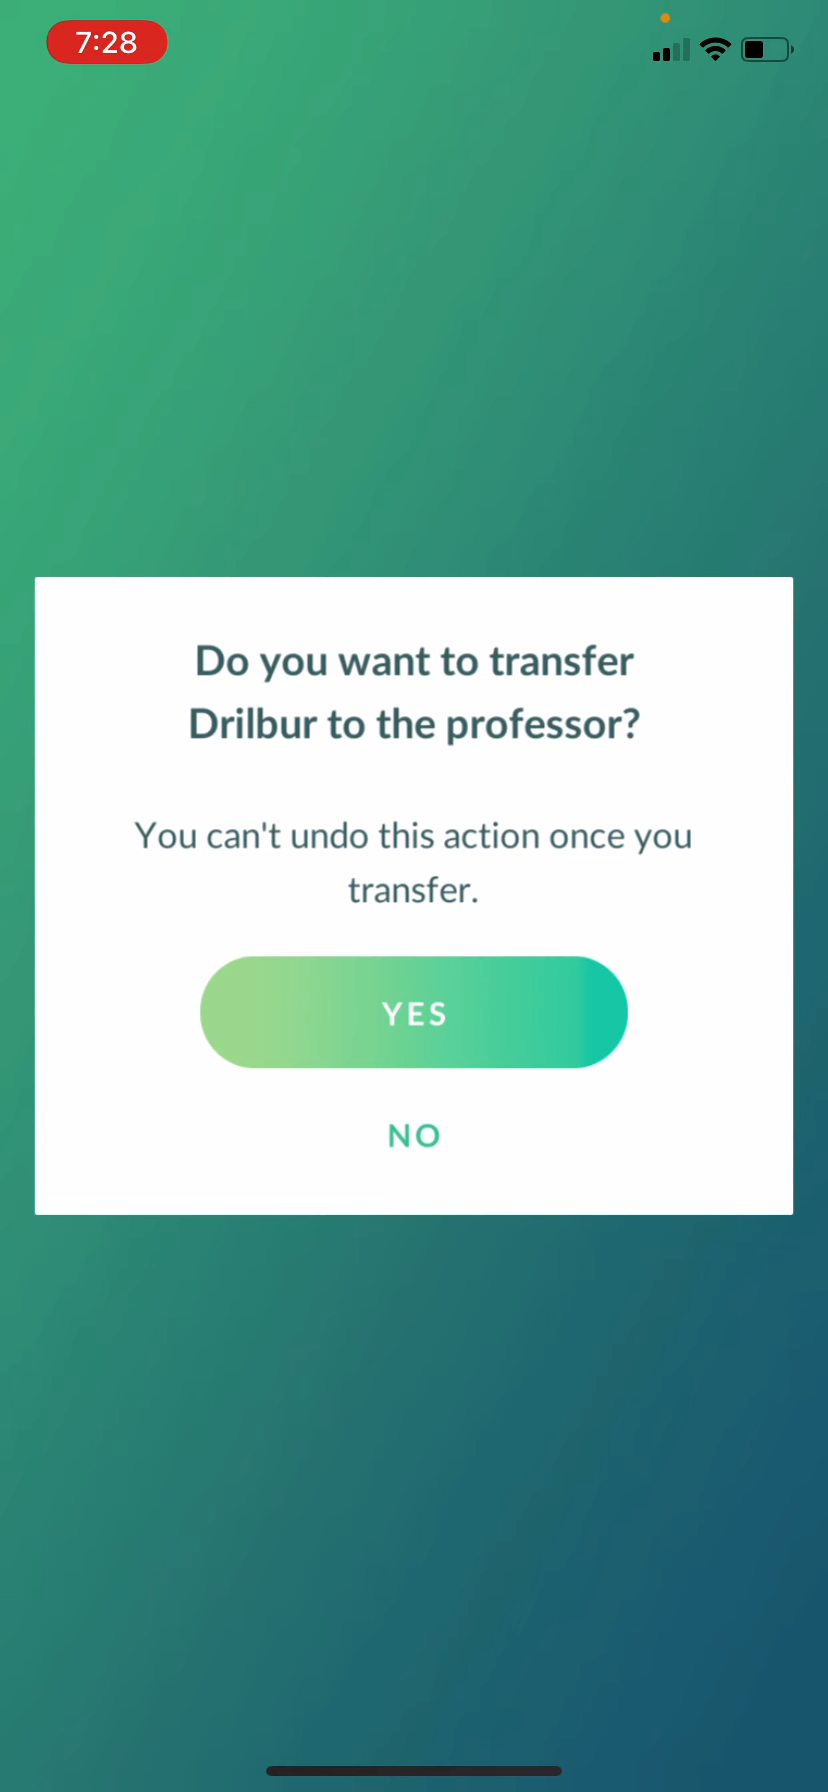 7:28
Do you want to transfer
Drilbur to the professor?
You can't undo this action once you
transfer.
YES
NO